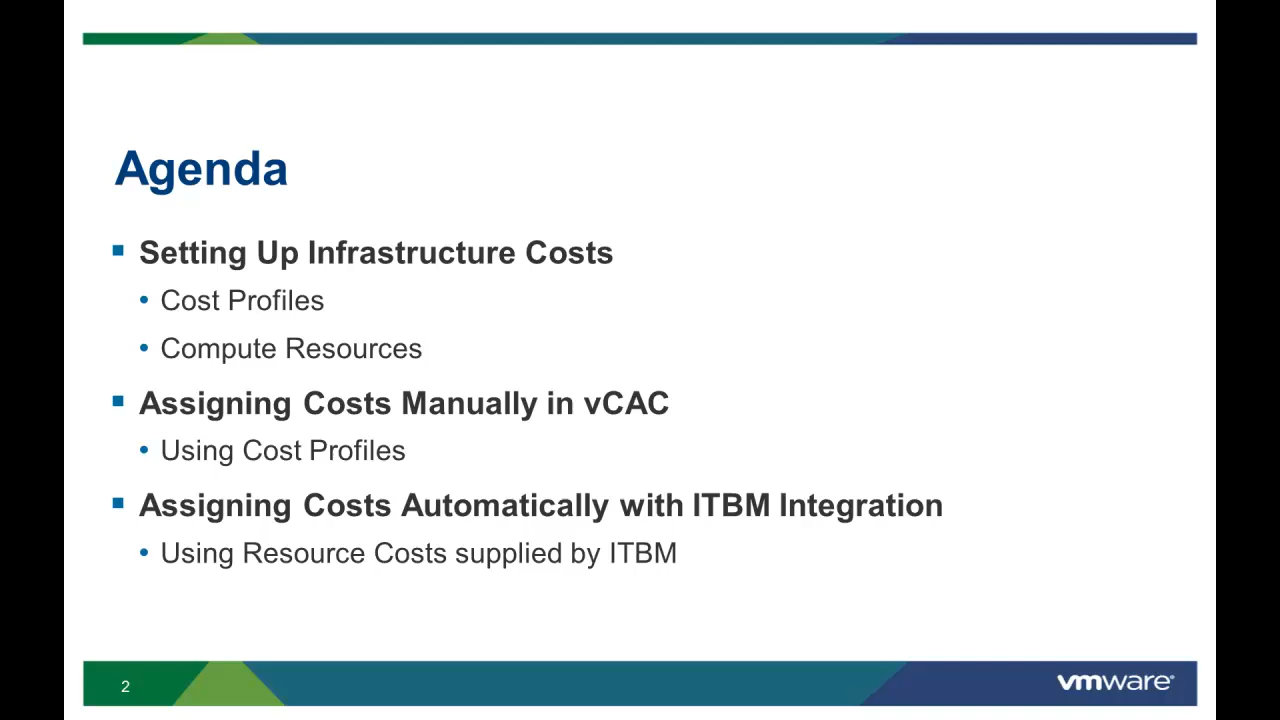 Agenda
Setting Up Infrastructure Costs
Cost Profiles
Compute Resources
Assigning Costs Manually in vCAC
Using Cost Profiles
Assigning Costs Automatically with ITBM Integration
Using Resource Costs supplied by ITBM
2
vmware®